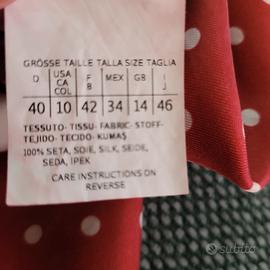 GRÖSSE TAILLE TALLA SIZE TAGLIA
D USA CA COL F B MEX GB I J
40 10 42 34 14 46
TESSUTO- TISSU- FABRIC- STOFF-
TEJIDO- TECIDO- KUMAŞ
100% SETA, SOIE, SILK, SEIDE,
SEDA, IPEK
CARE INSTRUCTIONS ON
REVERSE
subito